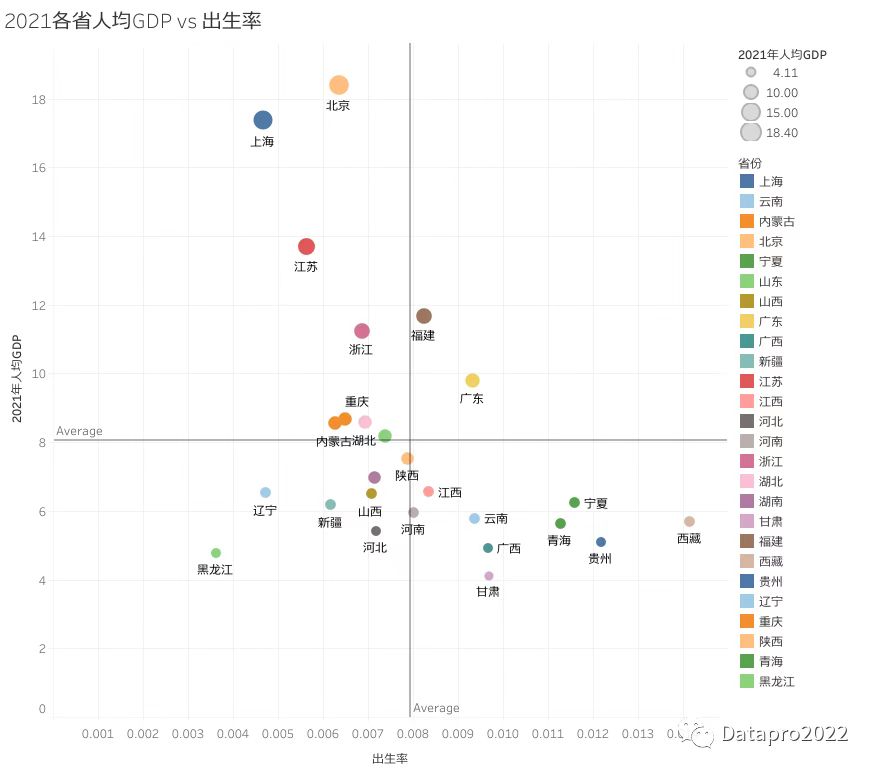 2021各省人均GDP vs 出生率
2021年人均GDP
4.11
10.00
15.00
18.40
省份
上海
云南
内蒙古
北京
宁夏
山东
山西
广东
广西
新疆
江苏
江西
河北
河南
浙江
湖北
湖南
甘肃
福建
西藏
贵州
辽宁
重庆
陕西
青海
黑龙江
2021年人均GDP
18
16
14
12
10
8
6
4
2
0
北京
上海
江苏
福建
浙江
广东
重庆
内蒙古
湖北
Average
陕西
江西
辽宁
山西
宁夏
新疆
河南
云南
河北
广西
青海
贵州
西藏
黑龙江
甘肃
Average
0.001 0.002 0.003 0.004 0.005 0.006 0.007 0.008 0.009 0.010 0.011 0.012 0.013
出生率
Datapro2022